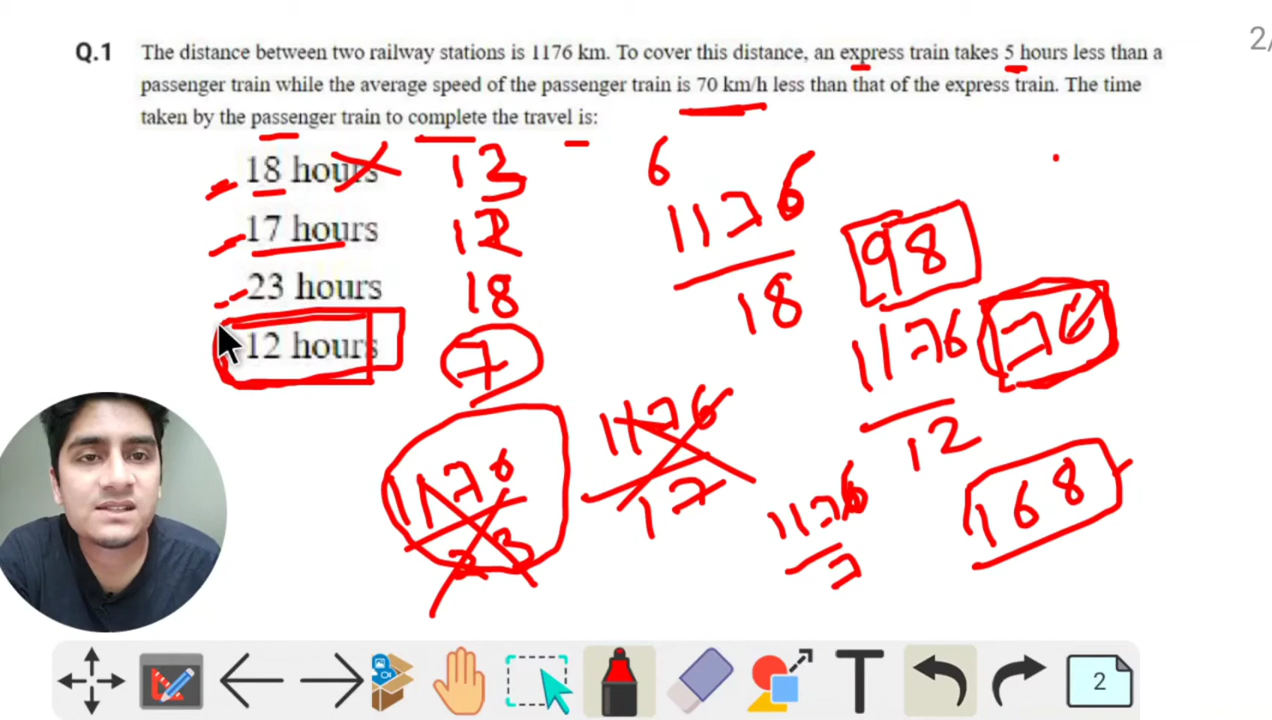 2/
Q.1 The distance between two railway stations is 1176 km. To cover this distance, an express train takes 5 hours less than a
passenger train while the average speed of the passenger train is 70 km/h less than that of the express train. The time
taken by the passenger train to complete the travel is:
18 hours 13
17 hours 12
23 hours 18
12 hours 7
6
1176
18
98
1176
12
70
1176
23
1176
17
1176
7
168
T
2